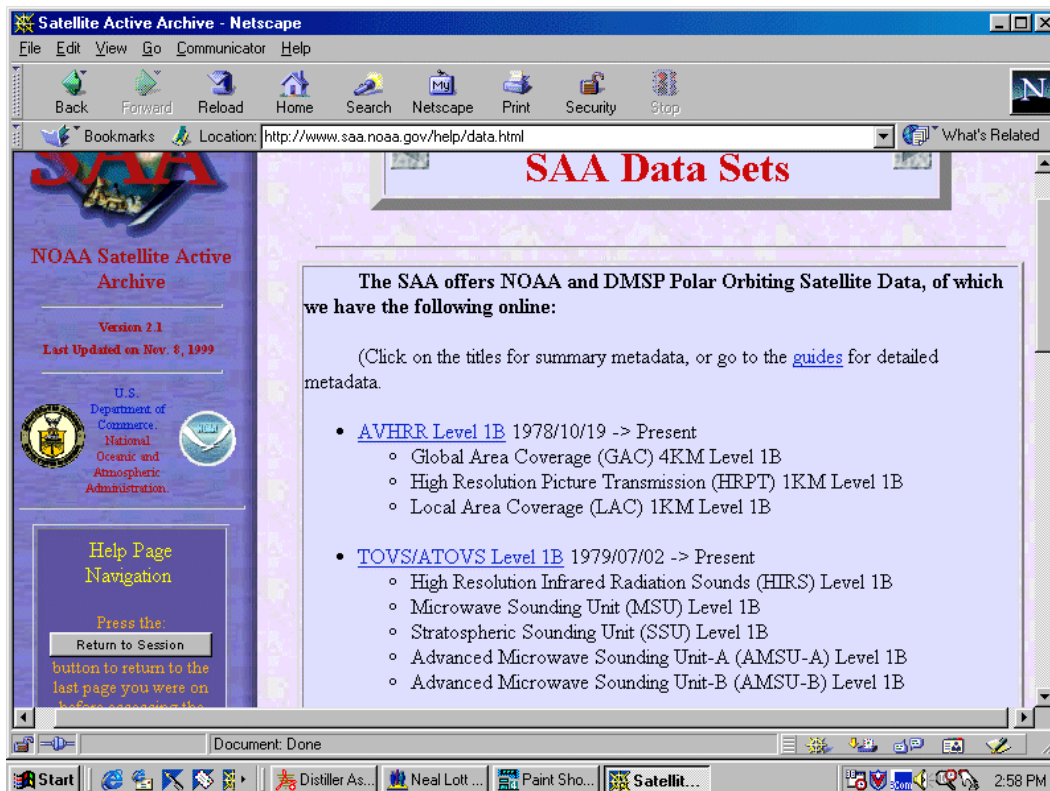 Satellite Active Archive - Netscape
File Edit View Go Communicator Help
Back Forward Reload Home Search Netscape Print Security Stop
My
N
Bookmarks Location: http://www.saa.noaa.gov/help/data.html What's Related
SAA
NOAA Satellite Active
Archive
Version 2.1
Last Updated on Nov. 8, 1999
U.S.
Department of
Commerce.
National
Oceanic and
Atmospheric
Administration.
Help Page
Navigation
Press the:
Return to Session
button to return to the
last page you were on
before accessing the
SAA Data Sets
The SAA offers NOAA and DMSP Polar Orbiting Satellite Data, of which
we have the following online:
(Click on the titles for summary metadata, or go to the guides for detailed
metadata.
• AVHRR Level 1B 1978/10/19 -> Present
Global Area Coverage (GAC) 4KM Level 1B
High Resolution Picture Transmission (HRPT) 1KM Level 1B
Local Area Coverage (LAC) 1KM Level 1B
• TOVS/ATOVS Level 1B 1979/07/02 -> Present
High Resolution Infrared Radiation Sounds (HIRS) Level 1B
Microwave Sounding Unit (MSU) Level 1B
Stratospheric Sounding Unit (SSU) Level 1B
Advanced Microwave Sounding Unit-A (AMSU-A) Level 1B
Advanced Microwave Sounding Unit-B (AMSU-B) Level 1B
Document: Done
Start Distiller As... Neal Lott ... Paint Sho... Satellit... .com 2:58 PM